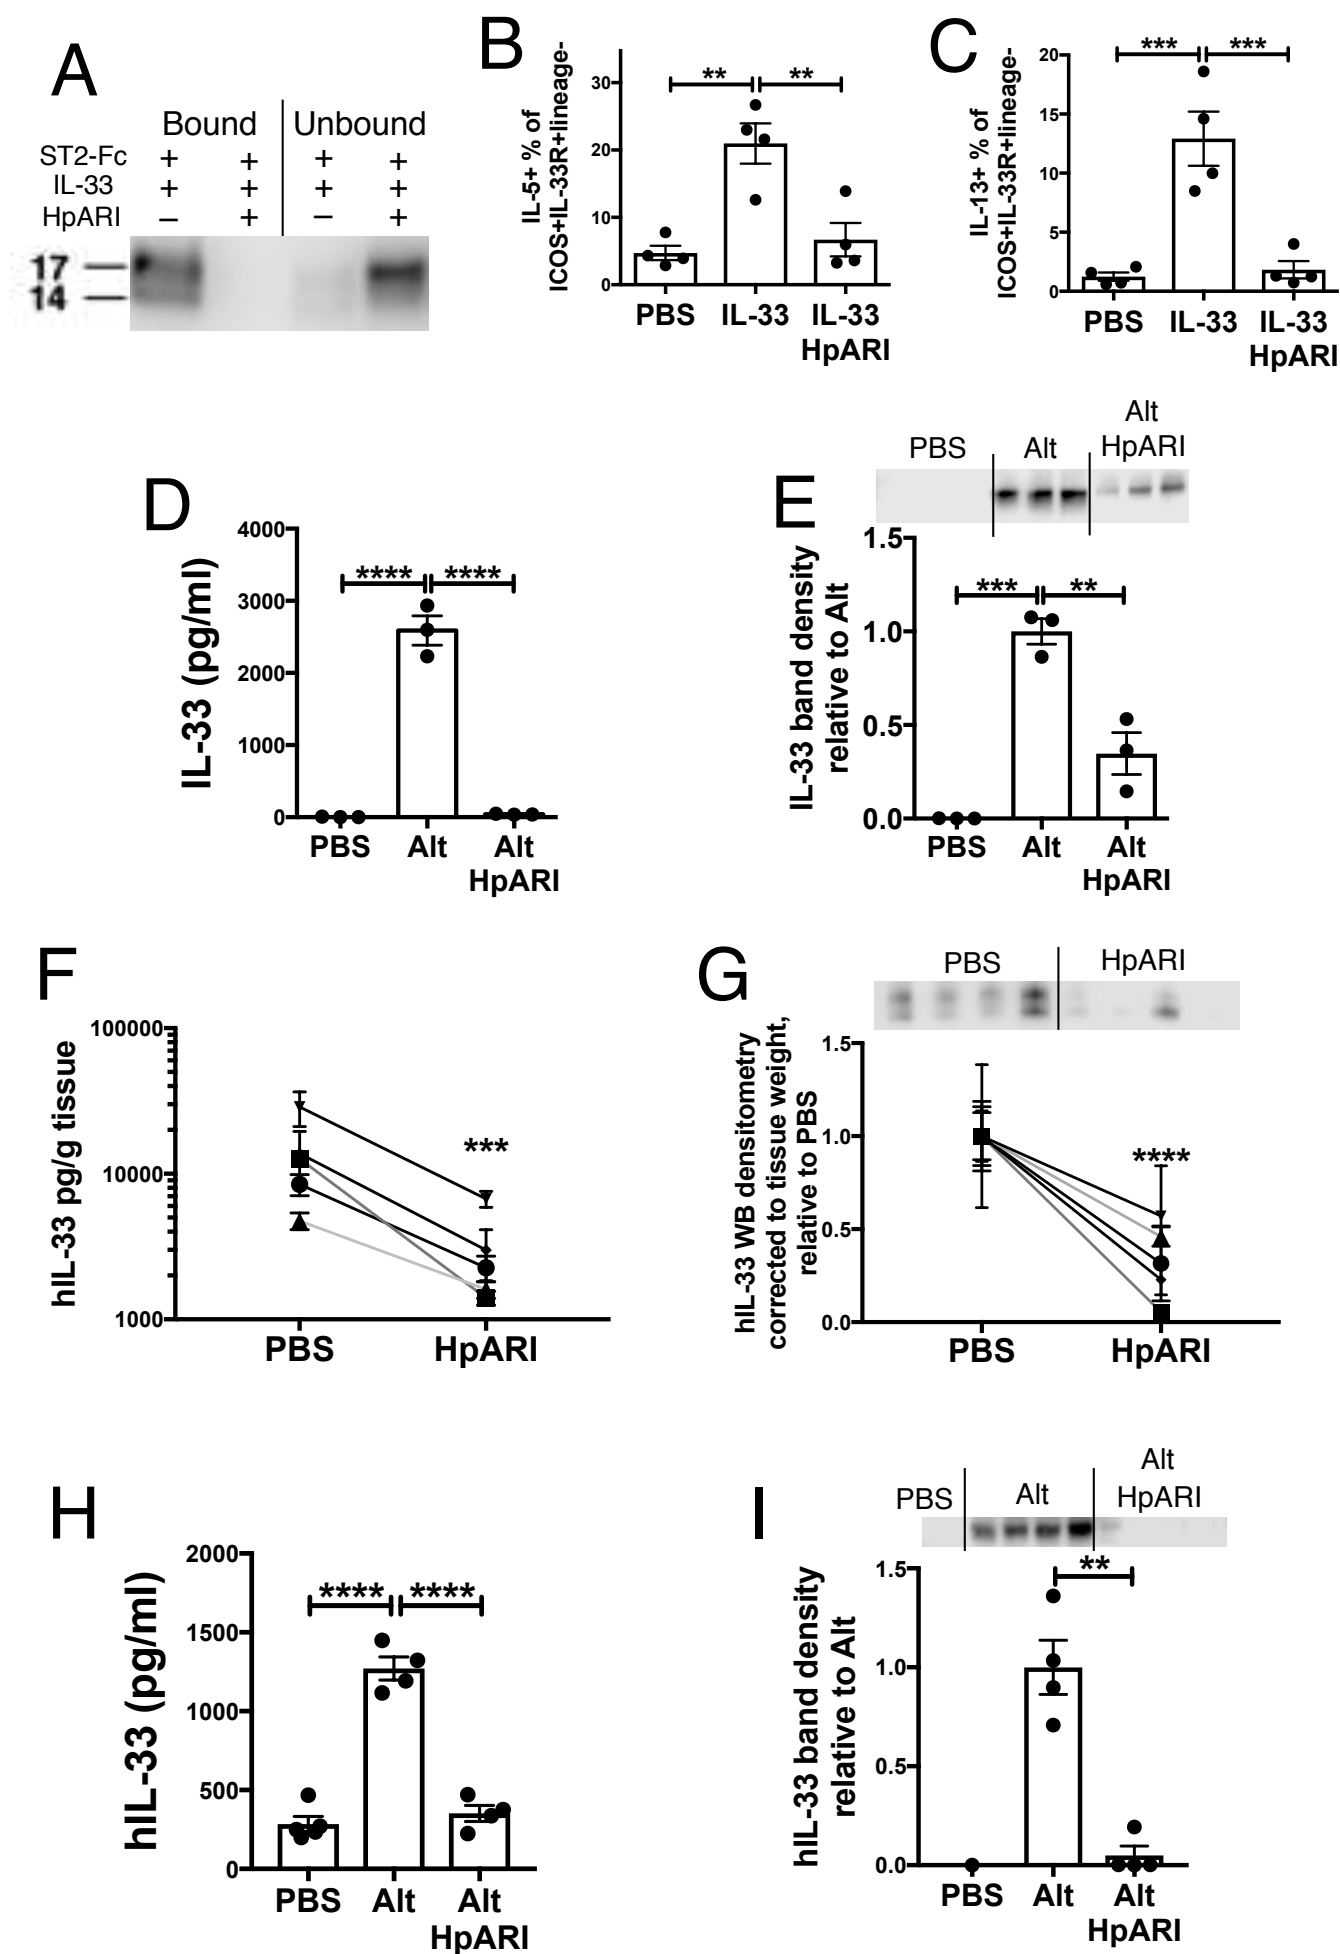 A
Bound Unbound
ST2-Fc + + + +
IL-33 + + + +
HpARI – + – +
17
14
B
IL-5+ % of
ICOS+IL-33R+lineage-
30
20
10
0
** **
PBS IL-33 IL-33
HpARI
C
IL-13+ % of
ICOS+IL-33R+lineage-
20
15
10
5
0
*** ***
PBS IL-33 IL-33
HpARI
D
IL-33 (pg/ml)
4000
3000
2000
1000
0
**** ****
PBS Alt Alt
HpARI
E
PBS Alt Alt
HpARI
IL-33 band density
relative to Alt
1.5
1.0
0.5
0.0
*** **
PBS Alt Alt
HpARI
F
hIL-33 pg/g tissue
100000
10000
1000
***
PBS HpARI
G
PBS HpARI
hIL-33 WB densitometry
corrected to tissue weight,
relative to PBS
1.5
1.0
0.5
0.0
****
PBS HpARI
H
hIL-33 (pg/ml)
2000
1500
1000
500
0
**** ****
PBS Alt Alt
HpARI
I
PBS Alt Alt
HpARI
hIL-33 band density
relative to Alt
1.5
1.0
0.5
0.0
**
PBS Alt Alt
HpARI